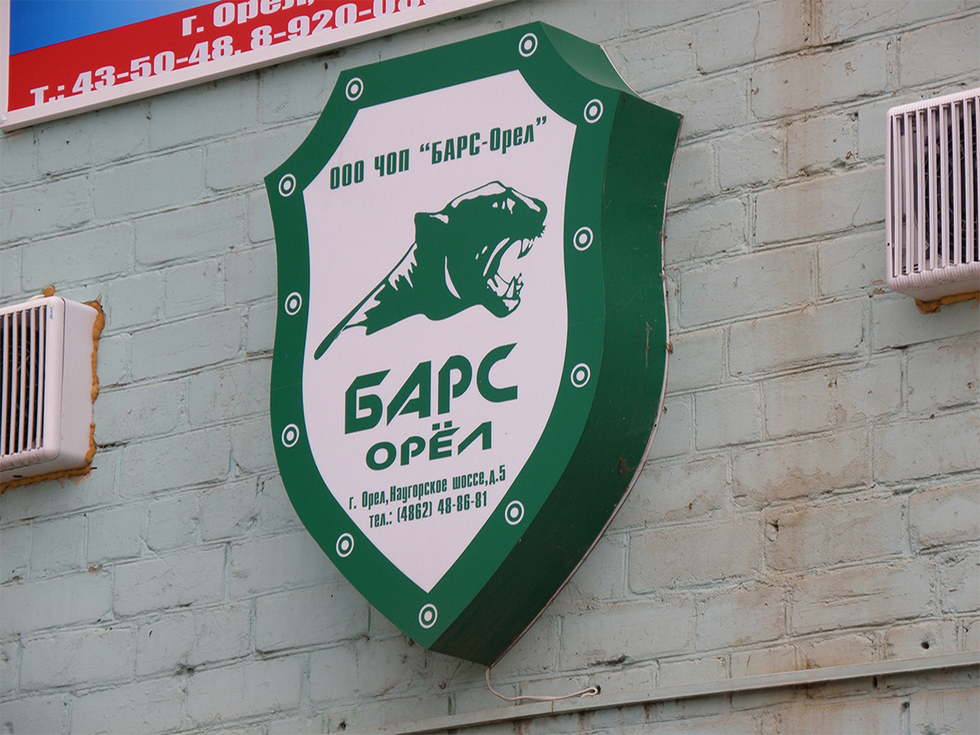 г. Орел,
Т.: 43-50-48, 8-920-08
ООО ЧОП “БАРС-Орел”
БАРС
ОРЁЛ
г. Орел,Наугорское шоссе,д.5
тел.: (4862) 48-86-81